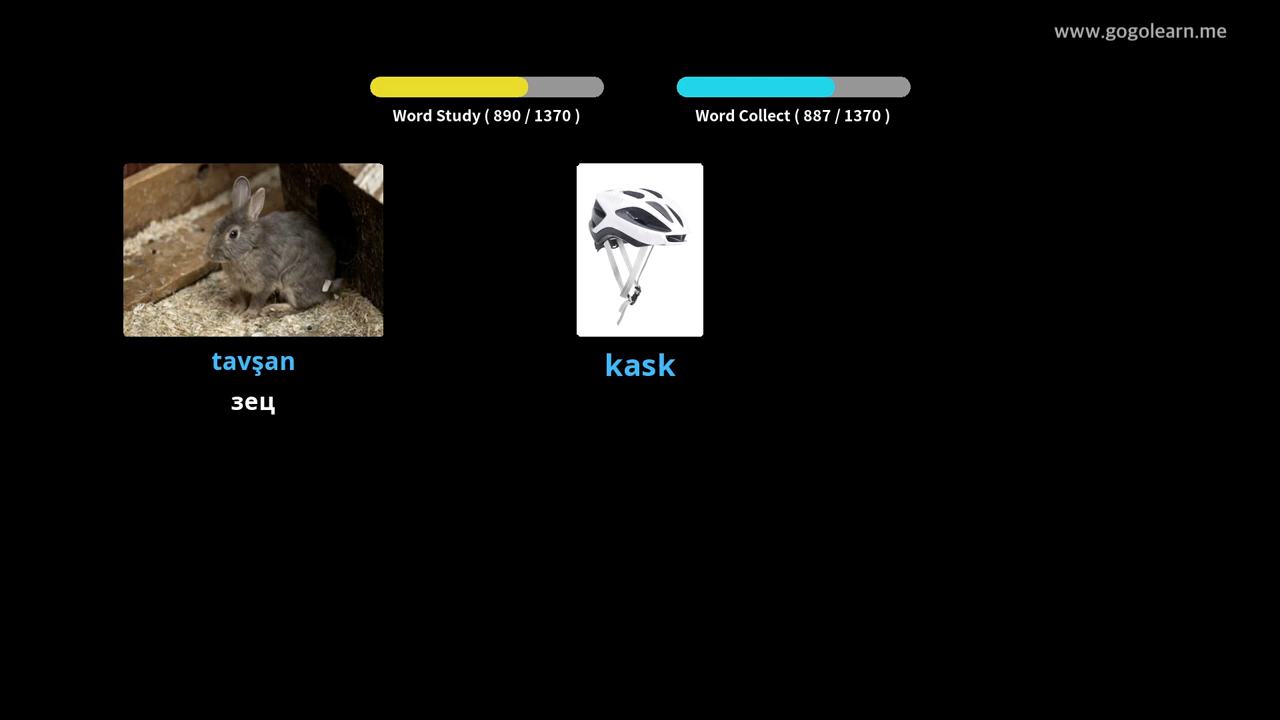 www.gogolearn.me
Word Study ( 890 / 1370 )
Word Collect ( 887 / 1370 )
tavşan
зец
kask